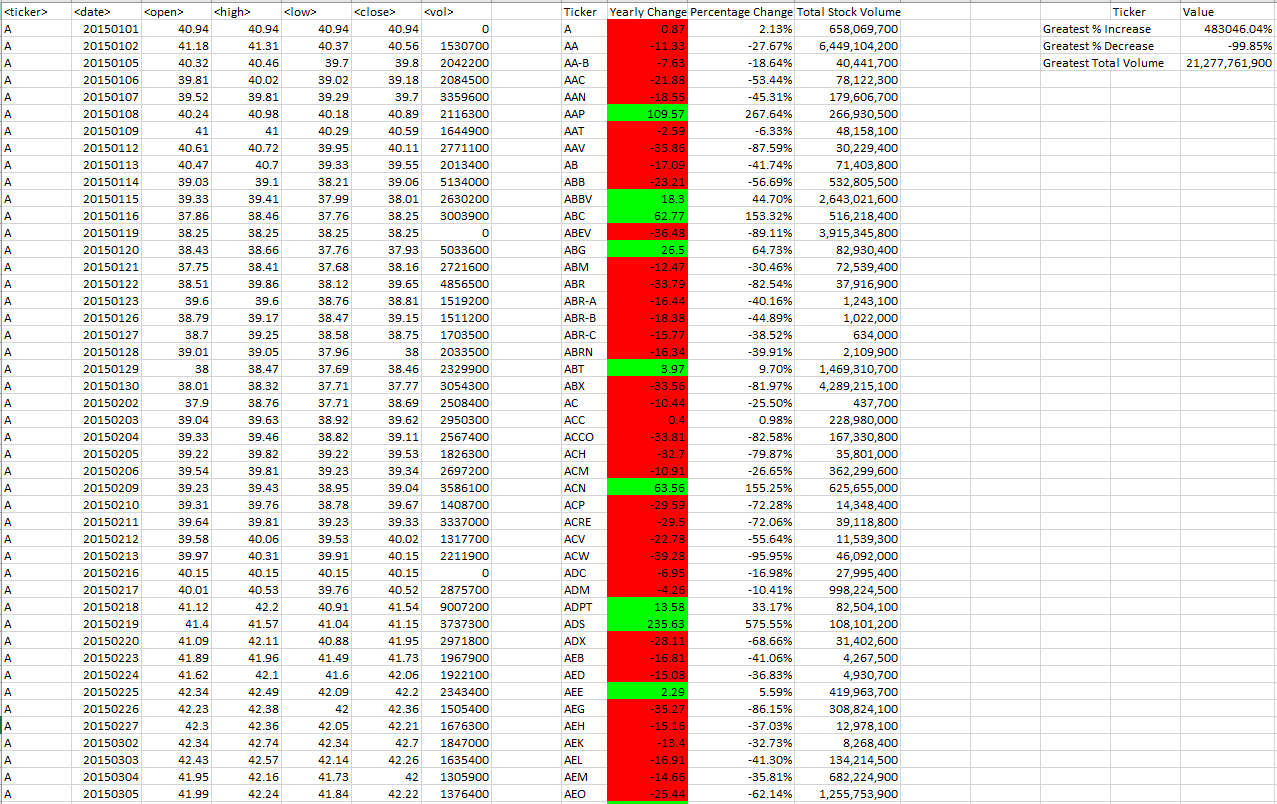 <ticker> <date> <open> <high> <low> <close> <vol> Ticker Yearly Change Percentage Change Total Stock Volume Ticker Value
A 20150101 40.94 40.94 40.94 40.94 0 A 0.87 2.13% 658,069,700 Greatest % Increase 483046.04%
A 20150102 41.18 41.31 40.37 40.56 1530700 AA -11.33 -27.67% 6,449,104,200 Greatest % Decrease -99.85%
A 20150105 40.32 40.46 39.7 39.8 2042200 AA-B -7.63 -18.64% 40,441,700 Greatest Total Volume 21,277,761,900
A 20150106 39.81 40.02 39.02 39.18 2084500 AAC -21.88 -53.44% 78,122,300
A 20150107 39.52 39.81 39.29 39.7 3359600 AAN -18.55 -45.31% 179,606,700
A 20150108 40.24 40.98 40.18 40.89 2116300 AAP 109.57 267.64% 266,930,500
A 20150109 41 41 40.29 40.59 1644900 AAT -2.59 -6.33% 48,158,100
A 20150112 40.61 40.72 39.95 40.11 2771100 AAV -35.86 -87.59% 30,229,400
A 20150113 40.47 40.7 39.33 39.55 2013400 AB -17.09 -41.74% 71,403,800
A 20150114 39.03 39.1 38.21 39.06 5134000 ABB -23.21 -56.69% 532,805,500
A 20150115 39.33 39.41 37.99 38.01 2630200 ABBV 18.3 44.70% 2,643,021,600
A 20150116 37.86 38.46 37.76 38.25 3003900 ABC 62.77 153.32% 516,218,400
A 20150119 38.25 38.25 38.25 38.25 0 ABEV -36.48 -89.11% 3,915,345,800
A 20150120 38.43 38.66 37.76 37.93 5033600 ABG 26.5 64.73% 82,930,400
A 20150121 37.75 38.41 37.68 38.16 2721600 ABM -12.47 -30.46% 72,539,400
A 20150122 38.51 39.86 38.12 39.65 4856500 ABR -33.79 -82.54% 37,916,900
A 20150123 39.6 39.6 38.76 38.81 1519200 ABR-A -16.44 -40.16% 1,243,100
A 20150126 38.79 39.17 38.47 39.15 1511200 ABR-B -18.38 -44.89% 1,022,000
A 20150127 38.7 39.25 38.58 38.75 1703500 ABR-C -15.77 -38.52% 634,000
A 20150128 39.01 39.05 37.96 38 2033500 ABRN -16.34 -39.91% 2,109,900
A 20150129 38 38.47 37.69 38.46 2329900 ABT 3.97 9.70% 1,469,310,700
A 20150130 38.01 38.32 37.71 37.77 3054300 ABX -33.56 -81.97% 4,289,215,100
A 20150202 37.9 38.76 37.71 38.69 2508400 AC -10.44 -25.50% 437,700
A 20150203 39.04 39.63 38.92 39.62 2950300 ACC 0.4 0.98% 228,980,000
A 20150204 39.33 39.46 38.82 39.11 2567400 ACCO -33.81 -82.58% 167,330,800
A 20150205 39.22 39.82 39.22 39.53 1826300 ACH -32.7 -79.87% 35,801,000
A 20150206 39.54 39.81 39.23 39.34 2697200 ACM -10.91 -26.65% 362,299,600
A 20150209 39.23 39.43 38.95 39.04 3586100 ACN 63.56 155.25% 625,655,000
A 20150210 39.31 39.76 38.78 39.67 1408700 ACP -29.59 -72.28% 14,348,400
A 20150211 39.64 39.81 39.23 39.33 3337000 ACRE -29.5 -72.06% 39,118,800
A 20150212 39.58 40.06 39.53 40.02 1317700 ACV -22.78 -55.64% 11,539,300
A 20150213 39.97 40.31 39.91 40.15 2211900 ACW -39.28 -95.95% 46,092,000
A 20150216 40.15 40.15 40.15 40.15 0 ADC -6.95 -16.98% 27,995,400
A 20150217 40.01 40.53 39.76 40.52 2875700 ADM -4.26 -10.41% 998,224,500
A 20150218 41.12 42.2 40.91 41.54 9007200 ADPT 13.58 33.17% 82,504,100
A 20150219 41.4 41.57 41.04 41.15 3737300 ADS 235.63 575.55% 108,101,200
A 20150220 41.09 42.11 40.88 41.95 2971800 ADX -28.11 -68.66% 31,402,600
A 20150223 41.89 41.96 41.49 41.73 1967900 AEB -16.81 -41.06% 4,267,500
A 20150224 41.62 42.1 41.6 42.06 1922100 AED -15.08 -36.83% 4,930,700
A 20150225 42.34 42.49 42.09 42.2 2343400 AEE 2.29 5.59% 419,963,700
A 20150226 42.23 42.38 42 42.36 1505400 AEG -35.27 -86.15% 308,824,100
A 20150227 42.3 42.36 42.05 42.21 1676300 AEH -15.16 -37.03% 12,978,100
A 20150302 42.34 42.74 42.34 42.7 1847000 AEK -13.4 -32.73% 8,268,400
A 20150303 42.43 42.57 42.14 42.26 1635400 AEL -16.91 -41.30% 134,214,500
A 20150304 41.95 42.16 41.73 42 1305900 AEM -14.66 -35.81% 682,224,900
A 20150305 41.99 42.24 41.84 42.22 1376400 AEO -25.44 -62.14% 1,255,753,900